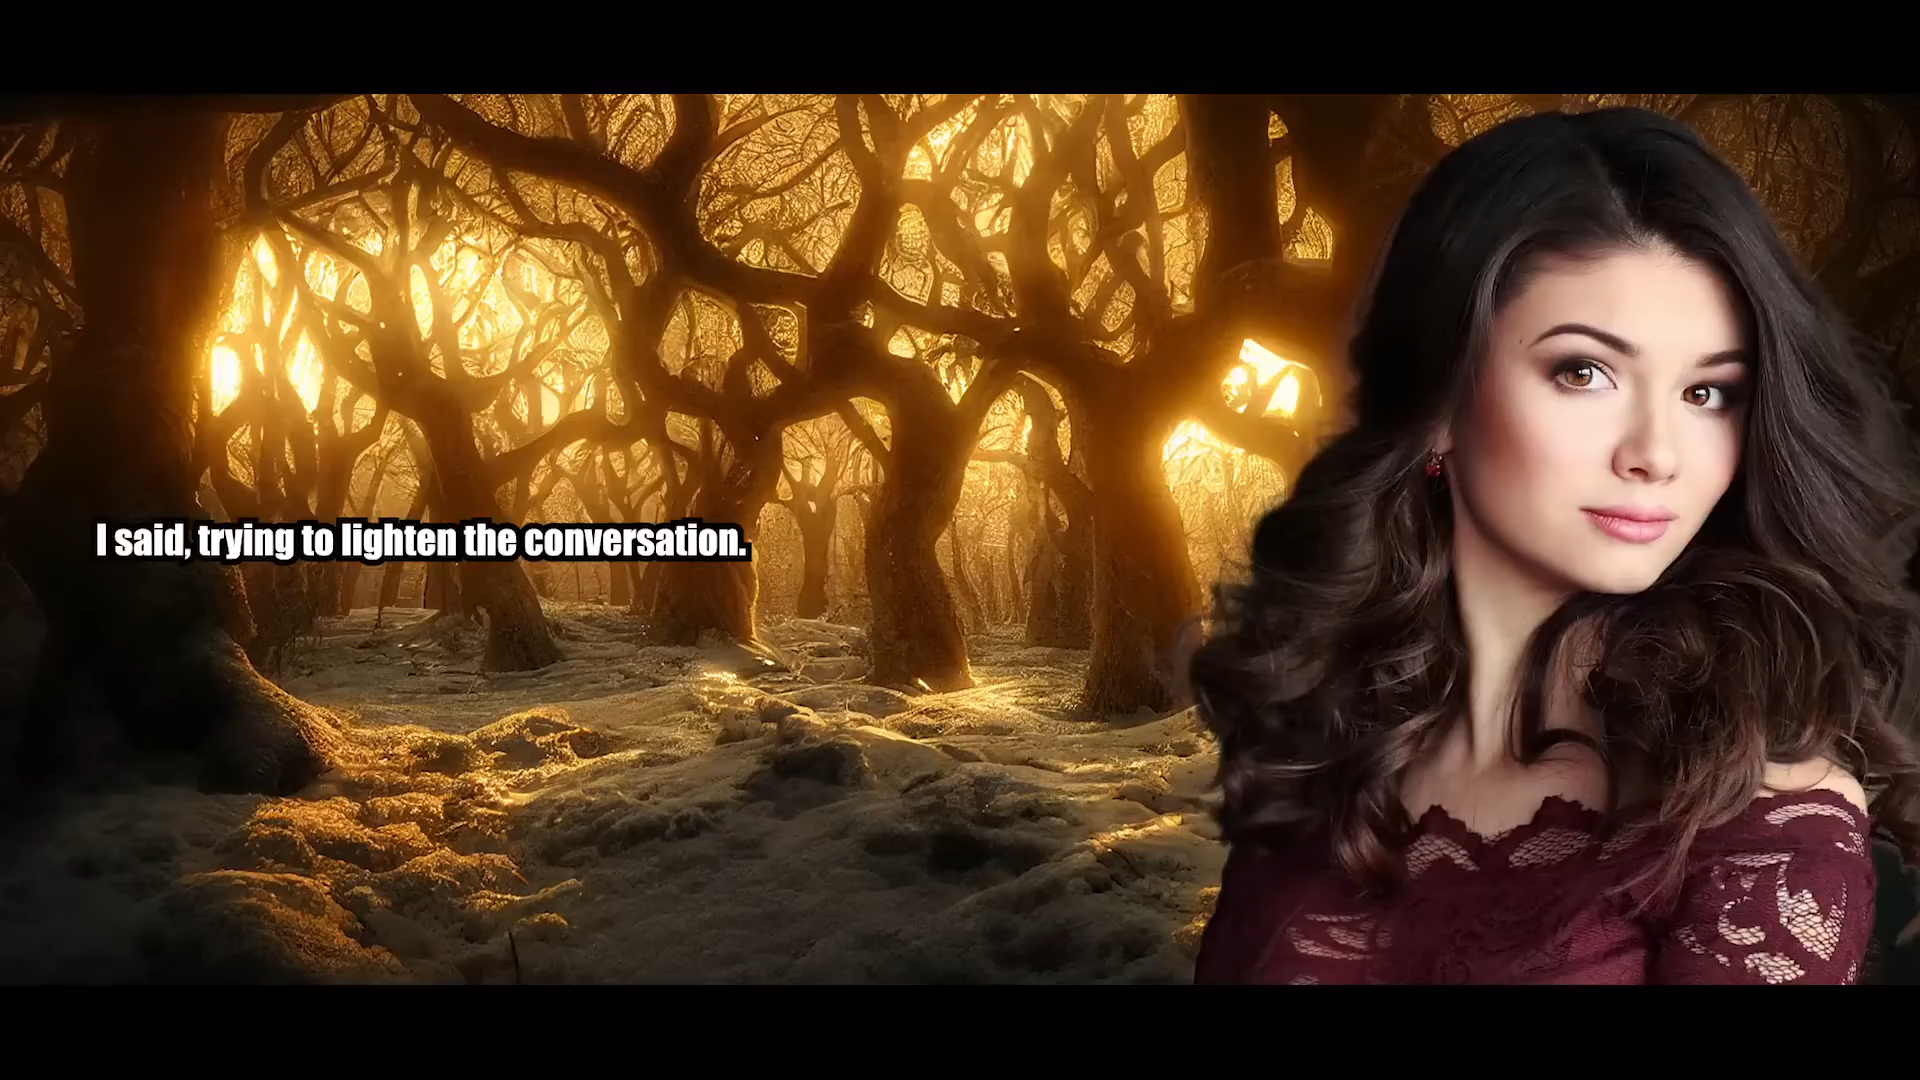 I said, trying to lighten the conversation.